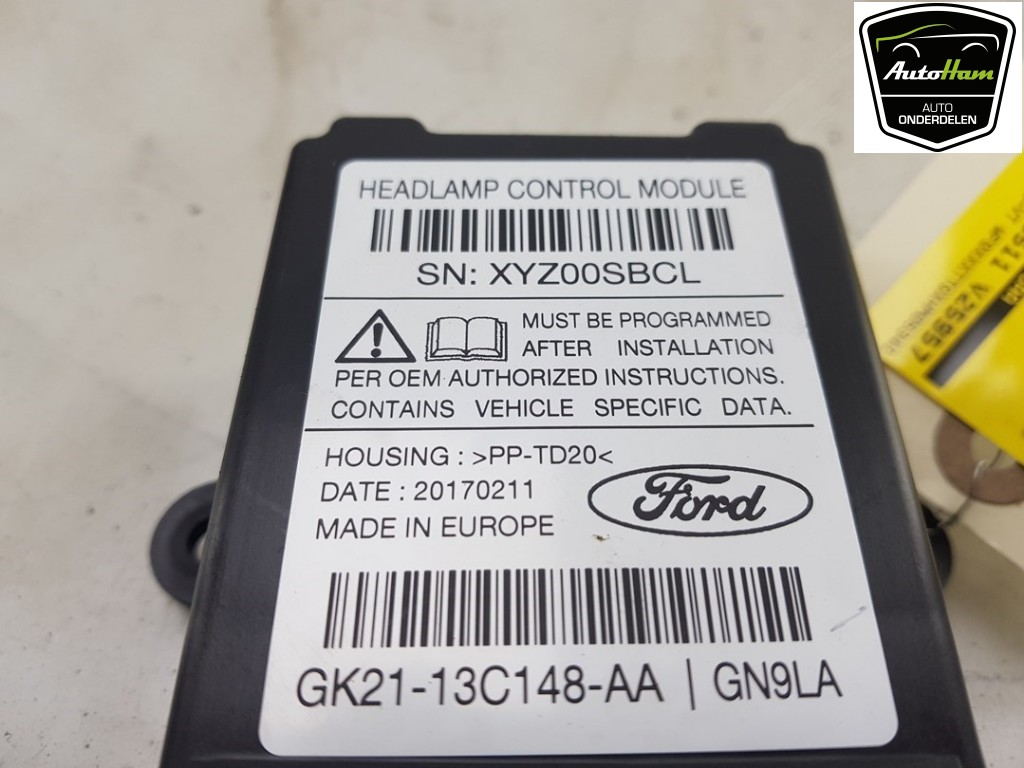 AutoHam
AUTO
ONDERDELEN
HEADLAMP CONTROL MODULE
SN: XYZ00SBCL
MUST BE PROGRAMMED
AFTER INSTALLATION
PER OEM AUTHORIZED INSTRUCTIONS.
CONTAINS VEHICLE SPECIFIC DATA.
HOUSING : >PP-TD20<
DATE : 20170211
MADE IN EUROPE
Ford
GK21-13C148-AA | GN9LA
V258957